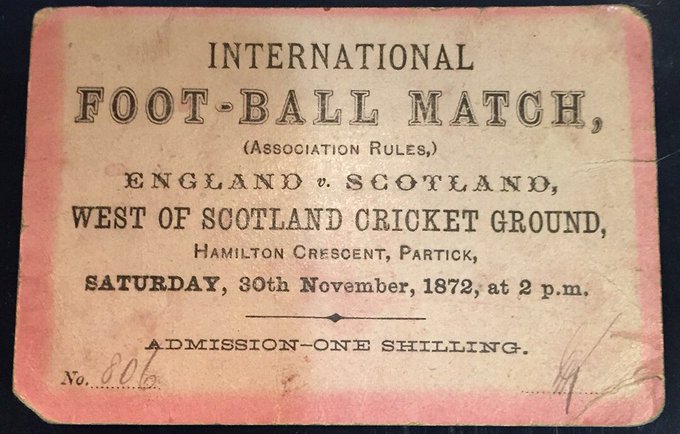 INTERNATIONAL
FOOT-BALL MATCH,
(ASSOCIATION RULES,)
ENGLAND v. SCOTLAND,
WEST OF SCOTLAND CRICKET GROUND,
HAMILTON CRESCENT, PARTICK,
SATURDAY, 30th November, 1872, at 2 p.m.
ADMISSION—ONE SHILLING.
No. 806